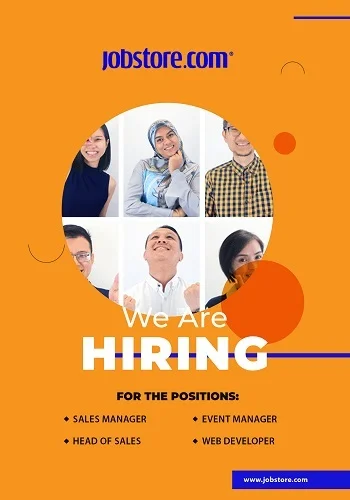 jobstore.com®
We Are
HIRING
FOR THE POSITIONS:
◆ SALES MANAGER
◆ EVENT MANAGER
◆ HEAD OF SALES
◆ WEB DEVELOPER
www.jobstore.com